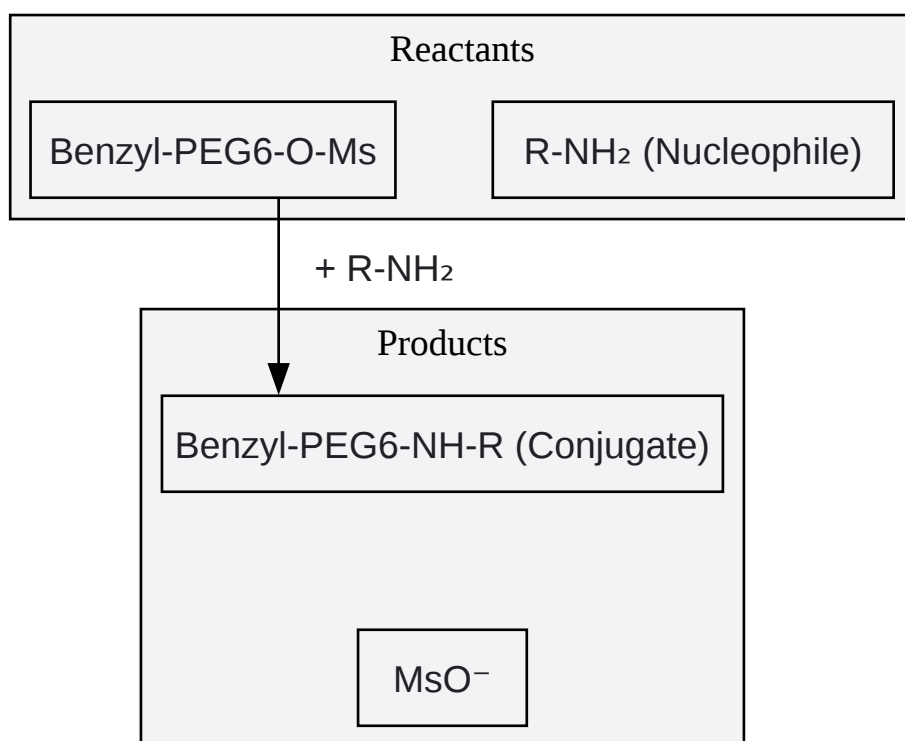 Reactants
Benzyl-PEG6-O-Ms
R-NH₂ (Nucleophile)
+ R-NH₂
Products
Benzyl-PEG6-NH-R (Conjugate)
MsO⁻